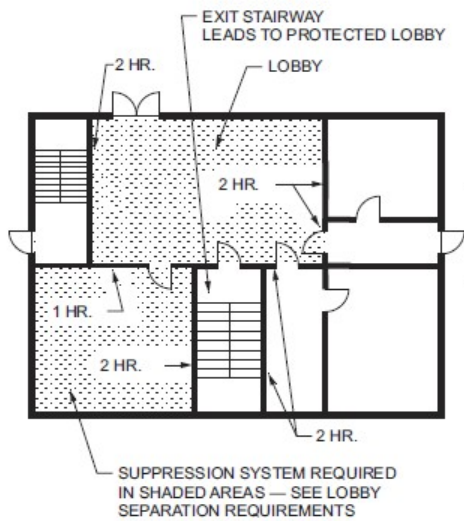 EXIT STAIRWAY
LEADS TO PROTECTED LOBBY
2 HR.
LOBBY
2 HR.
1 HR.
2 HR.
2 HR.
SUPPRESSION SYSTEM REQUIRED
IN SHADED AREAS — SEE LOBBY
SEPARATION REQUIREMENTS